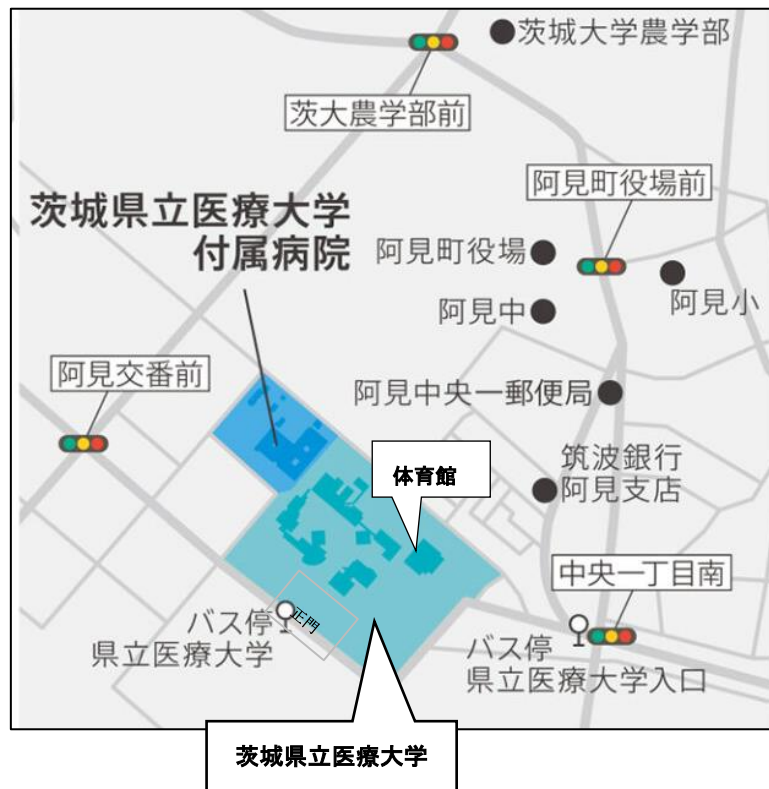 茨城大学農学部
茨大農学部前
阿見町役場前
茨城県立医療大学
付属病院
阿見町役場
阿見小
阿見中
阿見交番前
阿見中央一郵便局
筑波銀行
阿見支店
体育館
中央一丁目南
正門
バス停
県立医療大学
バス停
県立医療大学入口
茨城県立医療大学